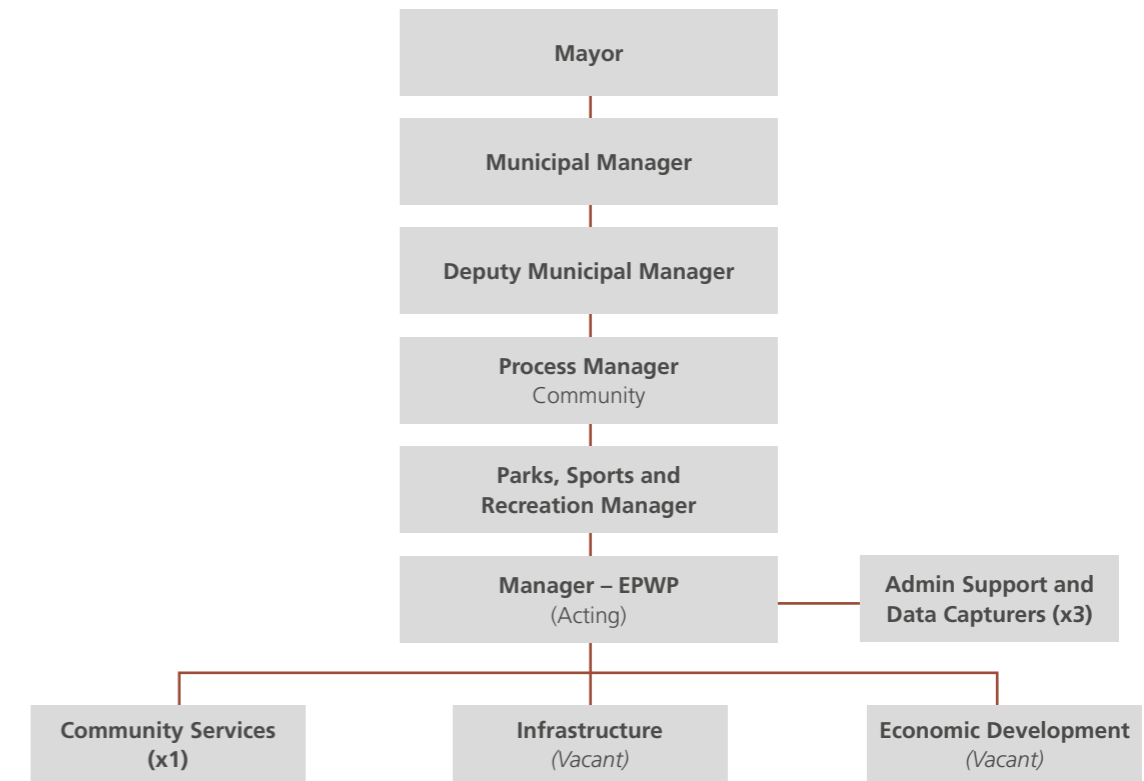 Mayor
Municipal Manager
Deputy Municipal Manager
Process Manager
Community
Parks, Sports and
Recreation Manager
Manager – EPWP
(Acting)
Admin Support and
Data Capturers (x3)
Community Services
(x1)
Infrastructure
(Vacant)
Economic Development
(Vacant)